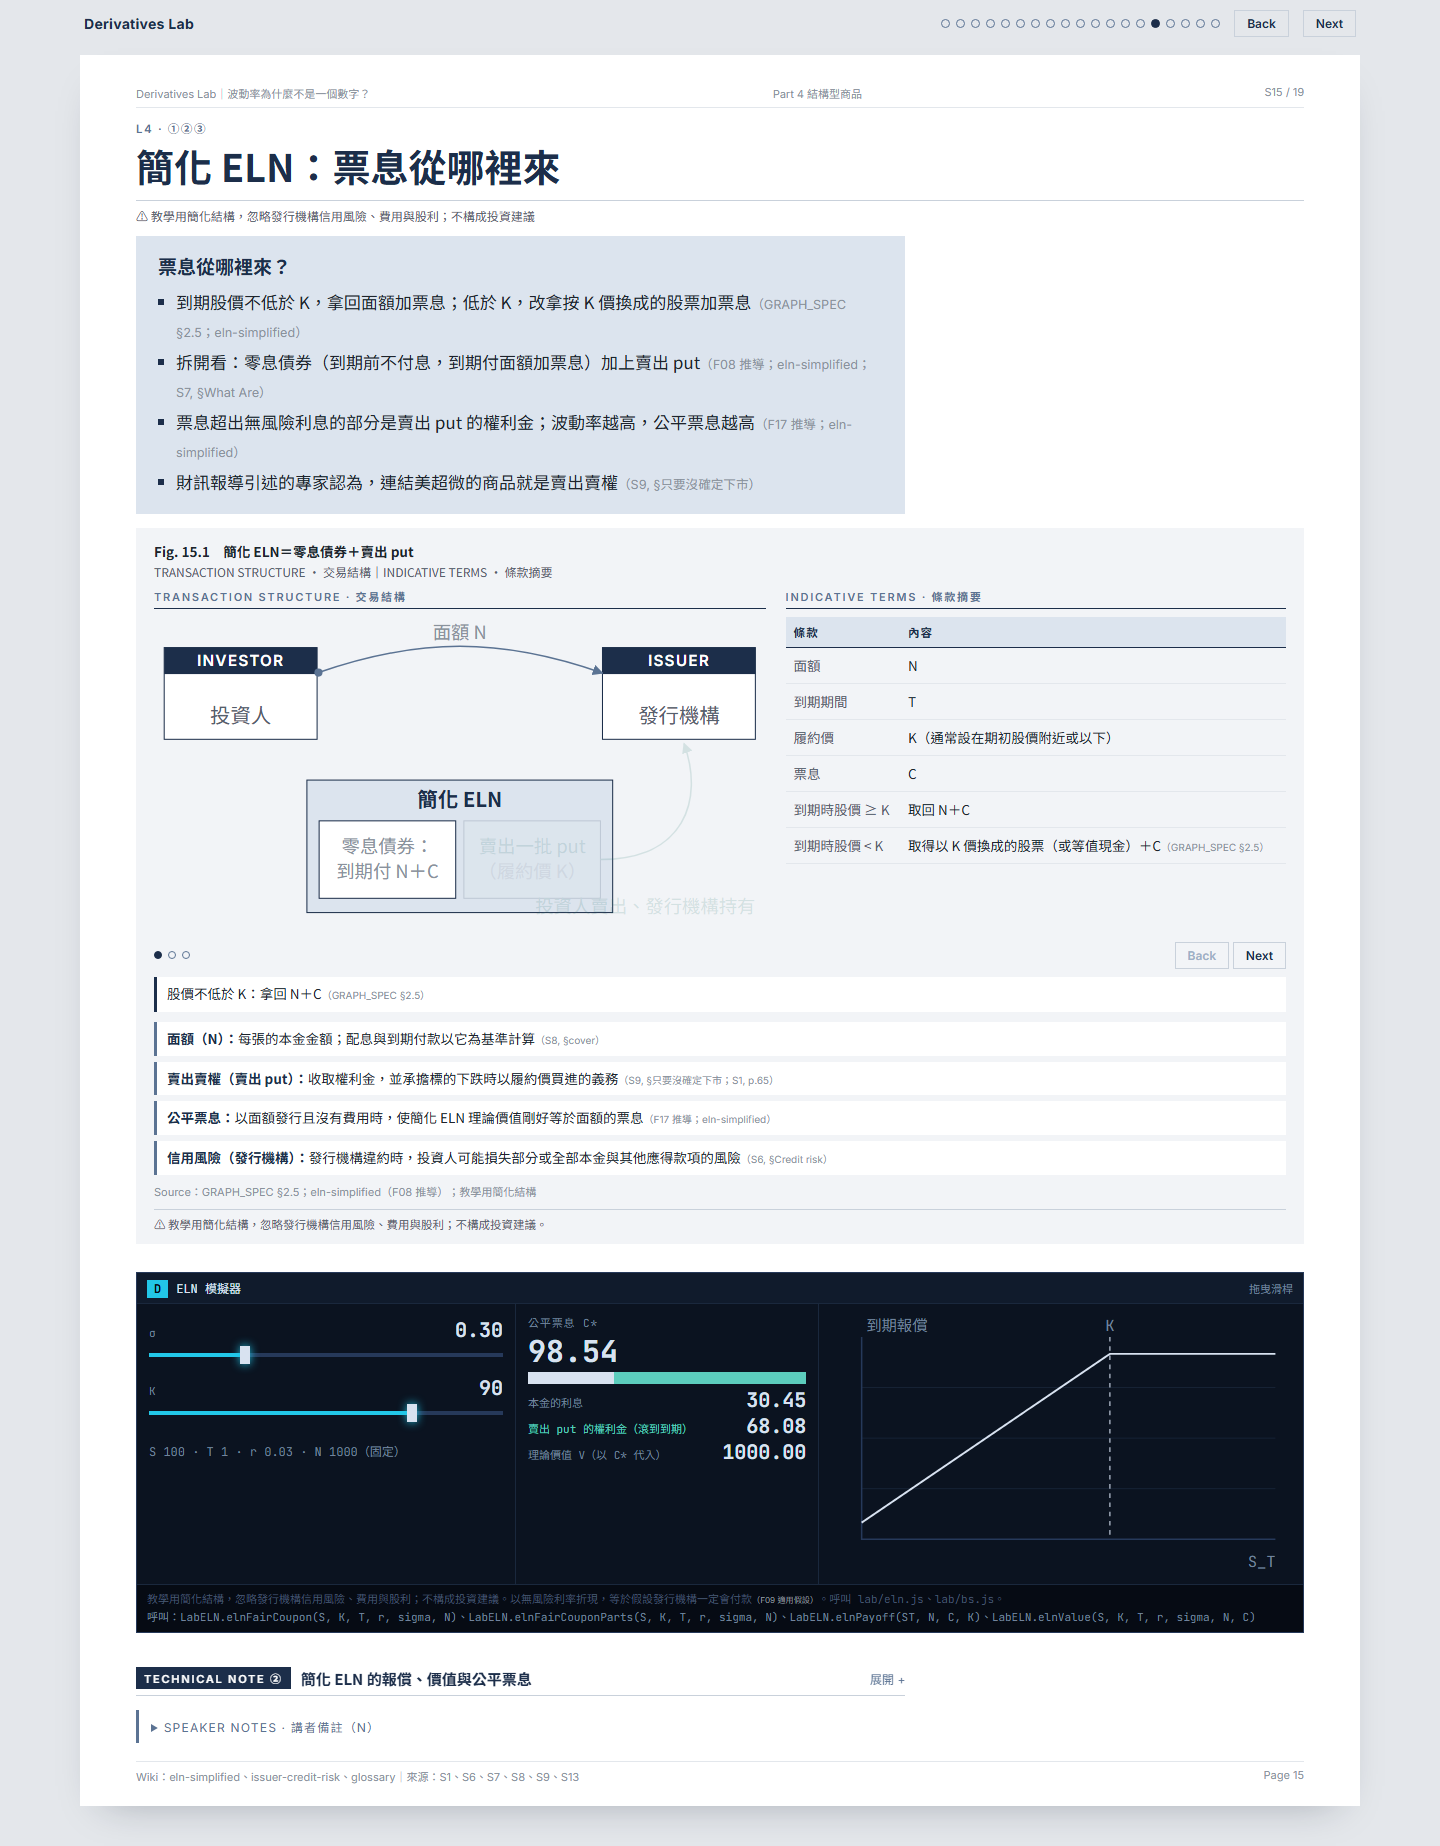 Derivatives Lab
Back
Next
Derivatives Lab | 波動率為什麼不是一個數字？
Part 4 結構型商品
S15 / 19
L4 · ①②③
簡化 ELN：票息從哪裡來
⚠ 教學用簡化結構，忽略發行機構信用風險、費用與股利；不構成投資建議
票息從哪裡來？
到期股價不低於 K，拿回面額加票息；低於 K，改拿按 K 價換成的股票加票息（GRAPH_SPEC
§2.5；eln-simplified）
拆開看：零息債券（到期前不付息，到期付面額加票息）加上賣出 put（F08 推導；eln-simplified；
S7, §What Are）
票息超出無風險利息的部分是賣出 put 的權利金；波動率越高，公平票息越高（F17 推導；eln-
simplified）
財訊報導引述的專家認為，連結美超微的商品就是賣出賣權（S9, §只要沒確定下市）
Fig. 15.1 簡化 ELN＝零息債券＋賣出 put
TRANSACTION STRUCTURE · 交易結構 | INDICATIVE TERMS · 條款摘要
TRANSACTION STRUCTURE · 交易結構
面額 N
INVESTOR
投資人
ISSUER
發行機構
簡化 ELN
零息債券：
到期付 N＋C
賣出一批 put
（履約價 K）
投資人賣出、發行機構持有
INDICATIVE TERMS · 條款摘要
條款 內容
面額 N
到期期間 T
履約價 K（通常設在期初股價附近或以下）
票息 C
到期時股價 ≥ K 取回 N＋C
到期時股價 < K 取得以 K 價換成的股票（或等值現金）＋C（GRAPH_SPEC §2.5）
Back
Next
股價不低於 K：拿回 N＋C（GRAPH_SPEC §2.5）
面額（N）：每張的本金金額；配息與到期付款以它為基準計算（S8, §cover）
賣出賣權（賣出 put）：收取權利金，並承擔標的下跌時以履約價買進的義務（S9, §只要沒確定下市；S1, p.65）
公平票息：以面額發行且沒有費用時，使簡化 ELN 理論價值剛好等於面額的票息（F17 推導；eln-simplified）
信用風險（發行機構）：發行機構違約時，投資人可能損失部分或全部本金與其他應得款項的風險（S6, §Credit risk）
Source：GRAPH_SPEC §2.5；eln-simplified（F08 推導）；教學用簡化結構
⚠ 教學用簡化結構，忽略發行機構信用風險、費用與股利；不構成投資建議。
D ELN 模擬器
拖曳滑桿
σ 0.30
K 90
S 100 · T 1 · r 0.03 · N 1000（固定）
公平票息 C*
98.54
本金的利息 30.45
賣出 put 的權利金（滾到到期） 68.08
理論價值 V（以 C* 代入） 1000.00
到期報償
K
S_T
教學用簡化結構，忽略發行機構信用風險、費用與股利；不構成投資建議。以無風險利率折現，等於假設發行機構一定會付款（F09 適用假設）。呼叫 lab/eln.js、lab/bs.js。
呼叫：LabELN.elnFairCoupon(S, K, T, r, sigma, N)、LabELN.elnFairCouponParts(S, K, T, r, sigma, N)、LabELN.elnPayoff(ST, N, C, K)、LabELN.elnValue(S, K, T, r, sigma, N, C)
TECHNICAL NOTE ② 簡化 ELN 的報償、價值與公平票息
展開 +
▶ SPEAKER NOTES · 講者備註（N）
Wiki：eln-simplified、issuer-credit-risk、glossary | 來源：S1、S6、S7、S8、S9、S13
Page 15